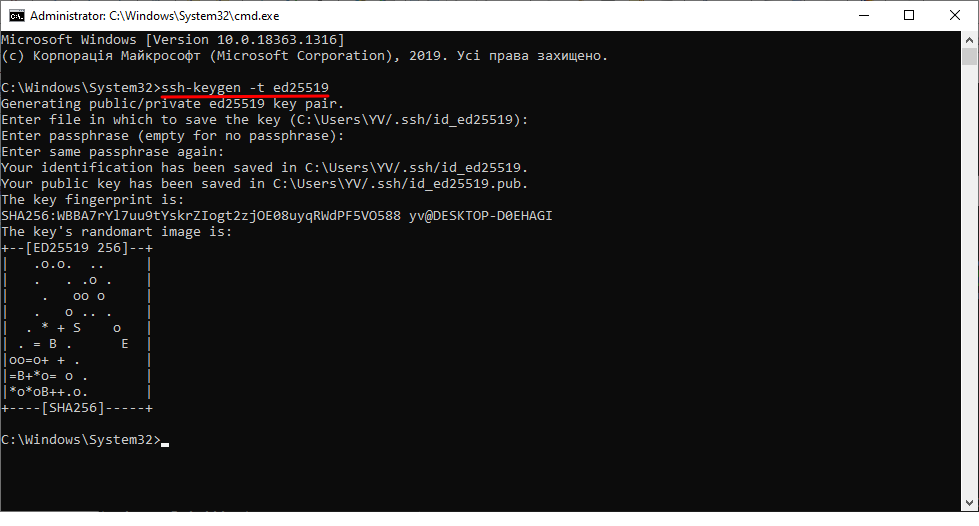 Administrator: C:\Windows\System32\cmd.exe
Microsoft Windows [Version 10.0.18363.1316]
(c) Корпорація Майкрософт (Microsoft Corporation), 2019. Усі права захищено.
C:\Windows\System32>ssh-keygen -t ed25519
Generating public/private ed25519 key pair.
Enter file in which to save the key (C:\Users\YV/.ssh/id_ed25519):
Enter passphrase (empty for no passphrase):
Enter same passphrase again:
Your identification has been saved in C:\Users\YV/.ssh/id_ed25519.
Your public key has been saved in C:\Users\YV/.ssh/id_ed25519.pub.
The key fingerprint is:
SHA256:WBBA7rYl7uu9tYskrZIogt2zjOE08uyqRWdPF5VO588 yv@DESKTOP-D0EHAGI
The key's randomart image is:
+--[ED25519 256]--+
|   .o.o.  ..     |
|   .   . .o .    |
|    .   oo o     |
|   .   o .. .    |
|  . * + S    o   |
| . = B .      E  |
|oo=o+ + .        |
|=B+*o= o .       |
|*o*oB++.o.       |
+----[SHA256]-----+
C:\Windows\System32>